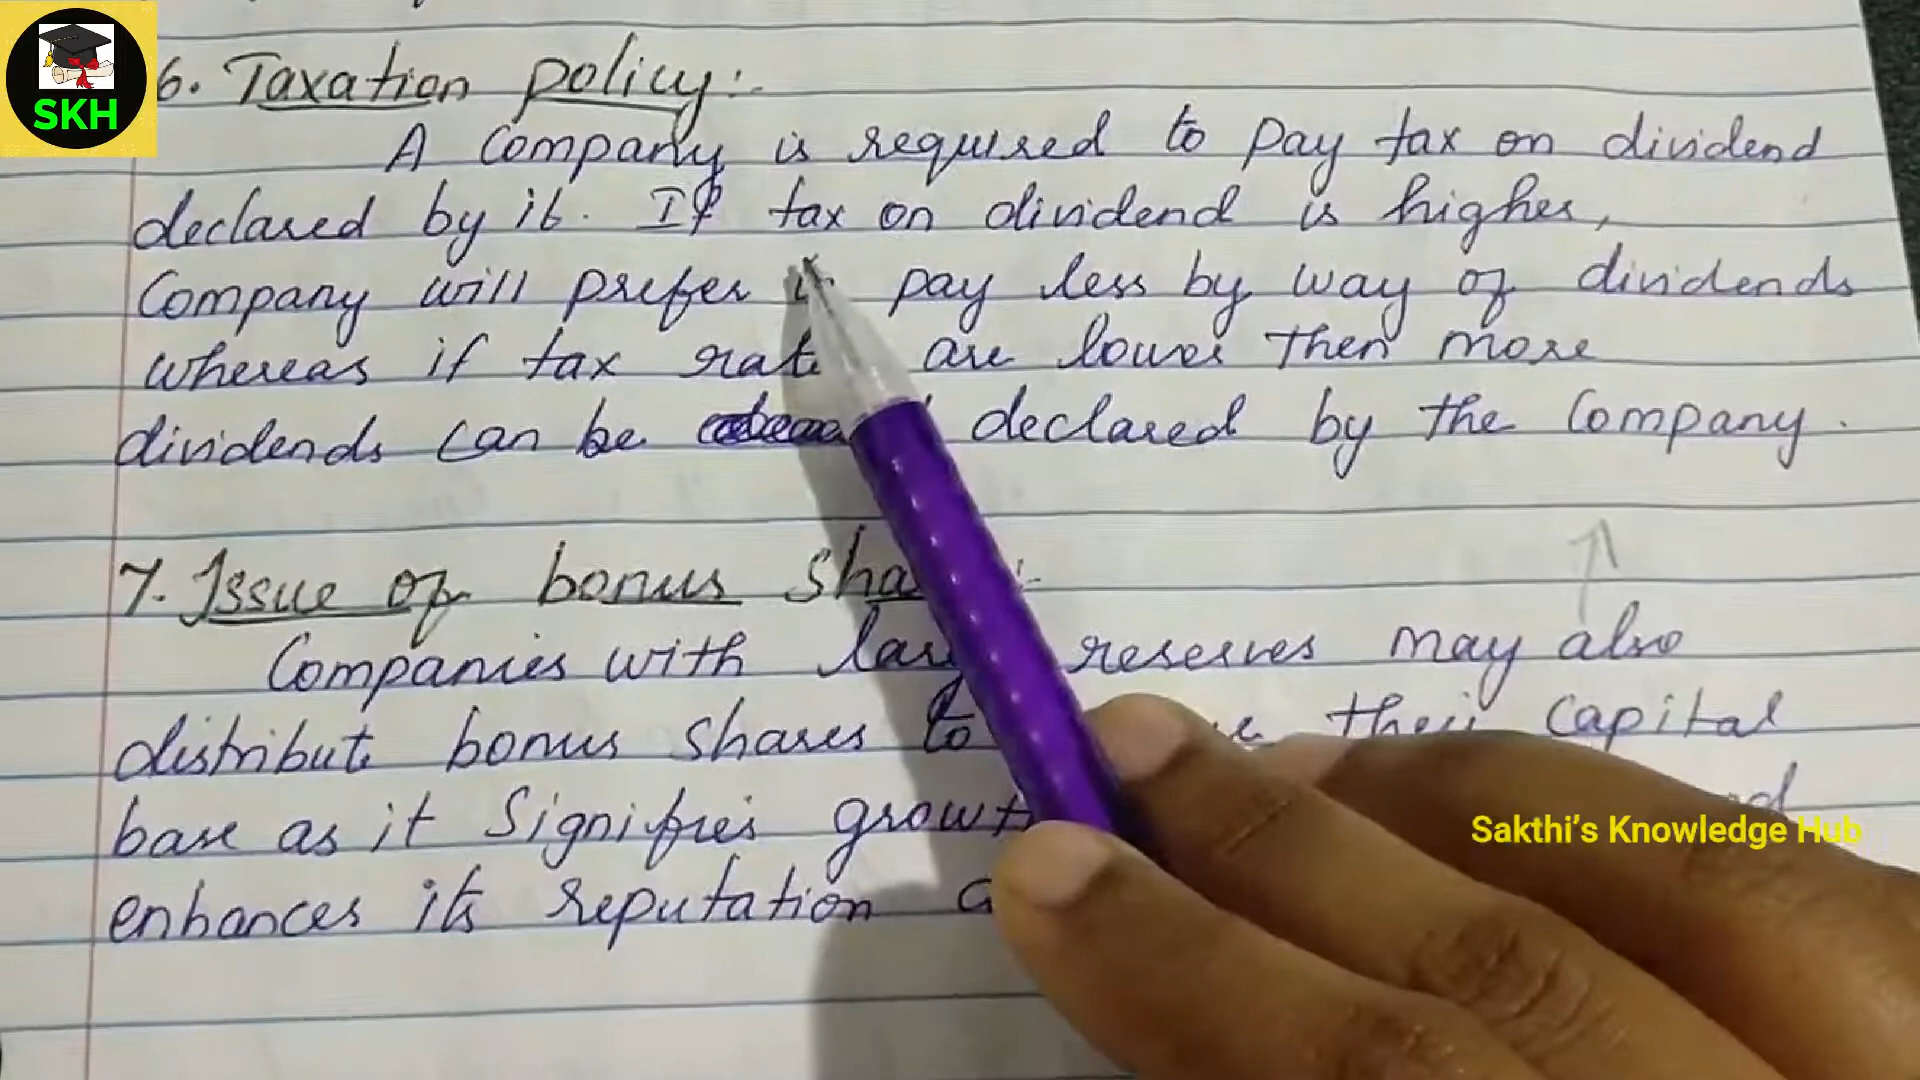 SKH
6. Taxation policy:-
A Company is required to pay tax on dividend
declared by it. If tax on dividend is higher,
Company will prefer pay less by way of dividends
whereas if tax rate are lower then more
dividends can be declared by the Company.
7. Issue of bonus
Companies with reserves may also
distribute bonus shares to their capital
base as it signifies growth
enhances its reputation
Sakthi's Knowledge Hub